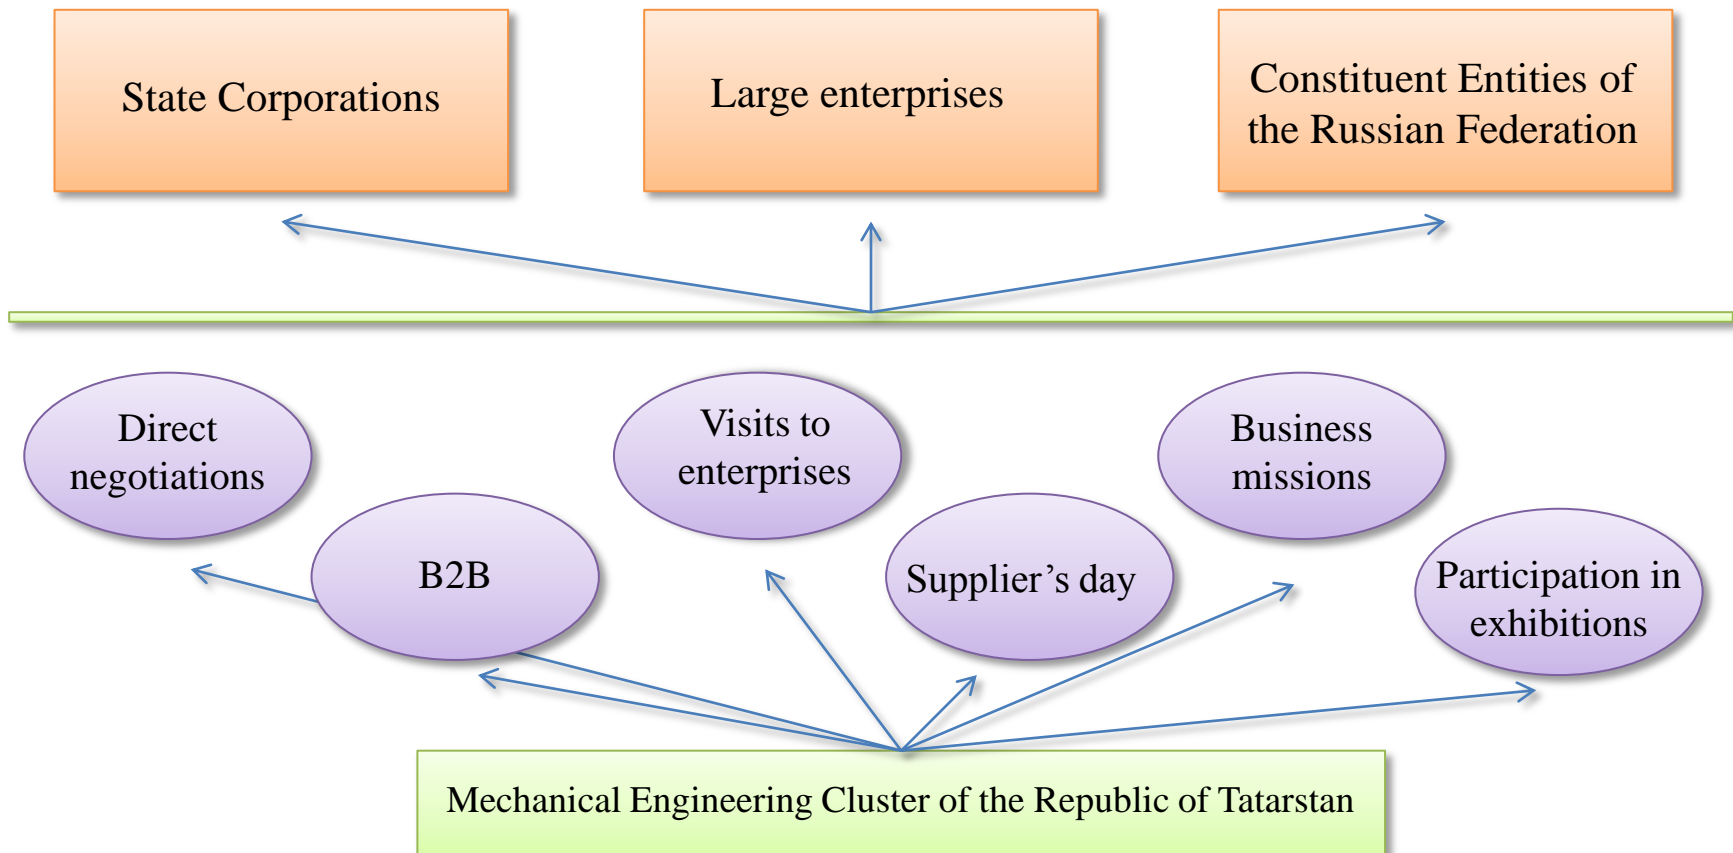 State Corporations
Large enterprises
Constituent Entities of
the Russian Federation
Direct
negotiations
B2B
Visits to
enterprises
Supplier’s day
Business
missions
Participation in
exhibitions
Mechanical Engineering Cluster of the Republic of Tatarstan